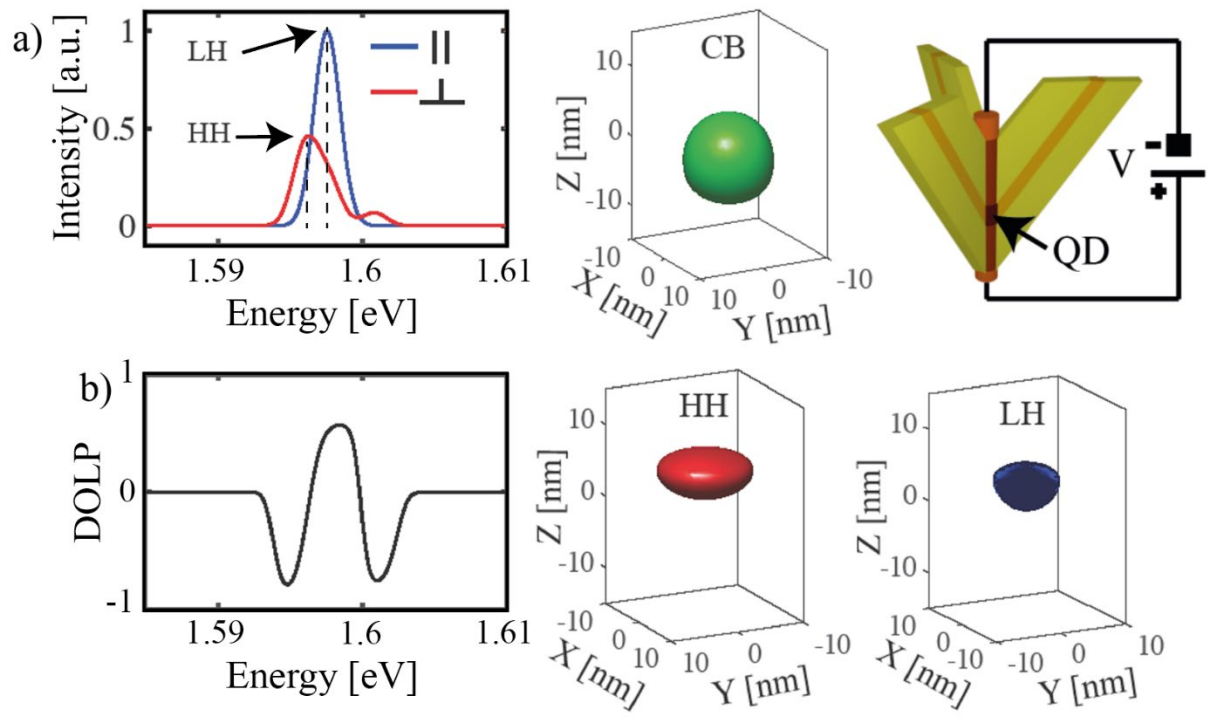 a)
Intensity [a.u.]
1
0.5
0
LH
HH
||
⊥
1.59
1.6
1.61
Energy [eV]
CB
Z [nm]
10
0
-10
-10
0
10
X [nm]
10
0
-10
Y [nm]
V
-
+
QD
b)
DOLP
1
0
-1
1.59
1.6
1.61
Energy [eV]
HH
Z [nm]
10
0
-10
-10
0
10
X [nm]
10
0
-10
Y [nm]
LH
Z [nm]
10
0
-10
10
0
-10
X [nm]
-10
0
10
Y [nm]